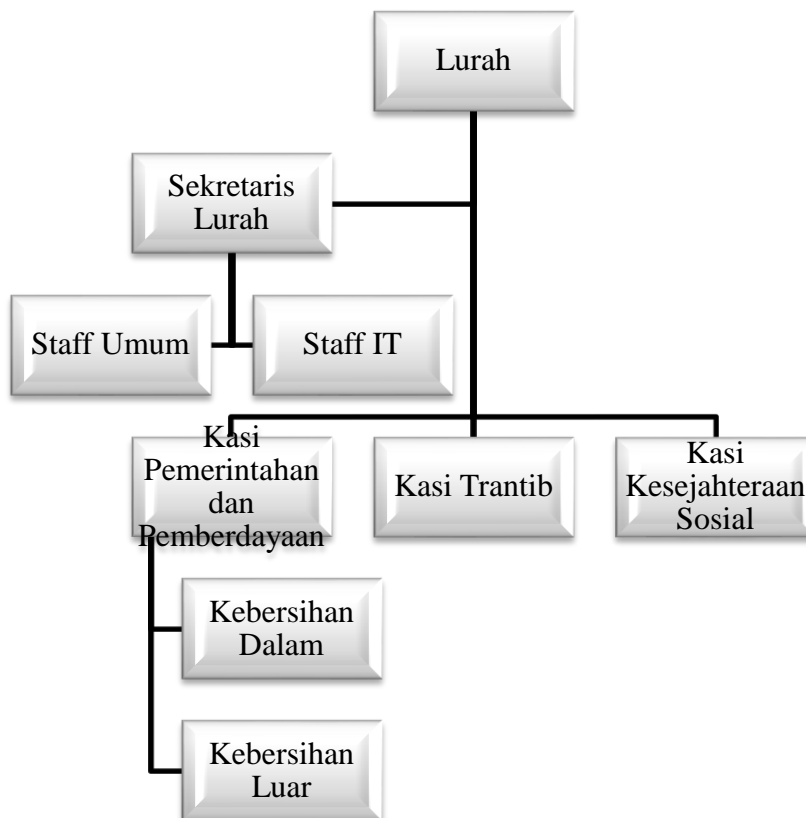 Lurah
Sekretaris
Lurah
Staff Umum
Staff IT
Kasi
Pemerintahan
dan
Pemberdayaan
Kasi Trantib
Kasi
Kesejahteraan
Sosial
Kebersihan
Dalam
Kebersihan
Luar